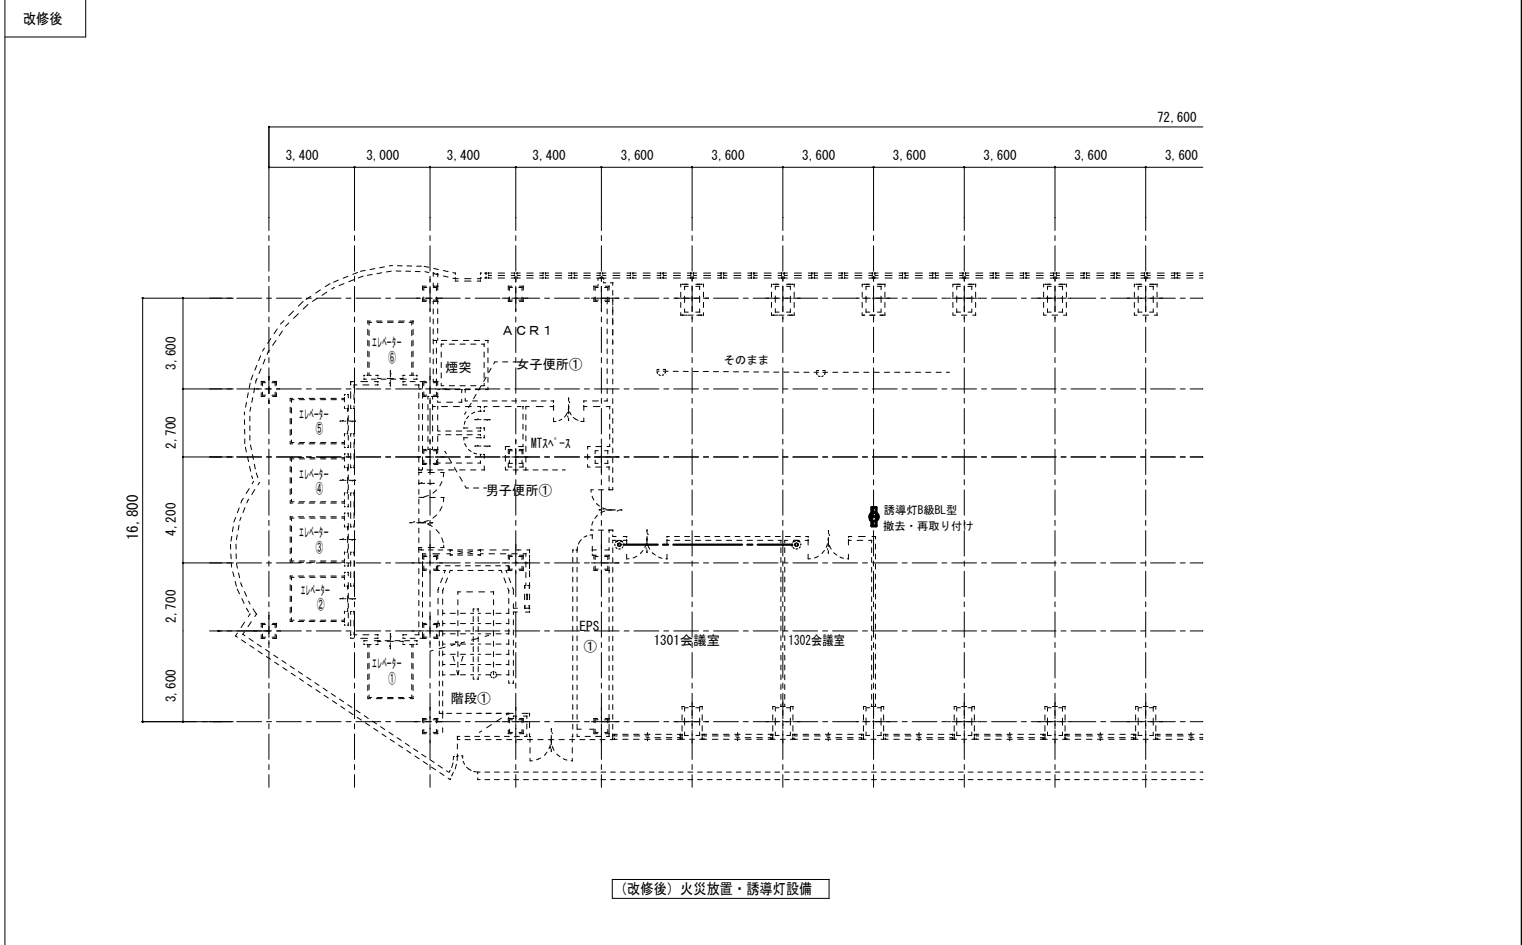 改修後
72,600
3,400 3,000 3,400 3,400 3,600 3,600 3,600 3,600 3,600 3,600 3,600
16,800
3,600
2,700
4,200
2,700
3,600
ACR1
エレベーター
⑥
煙突
女子便所①
そのまま
エレベーター
⑤
MTスペース
エレベーター
④
男子便所①
誘導灯B級BL型
撤去・再取り付け
エレベーター
③
エレベーター
②
EPS
①
1301会議室
1302会議室
エレベーター
①
階段①
(改修後) 火災放置・誘導灯設備